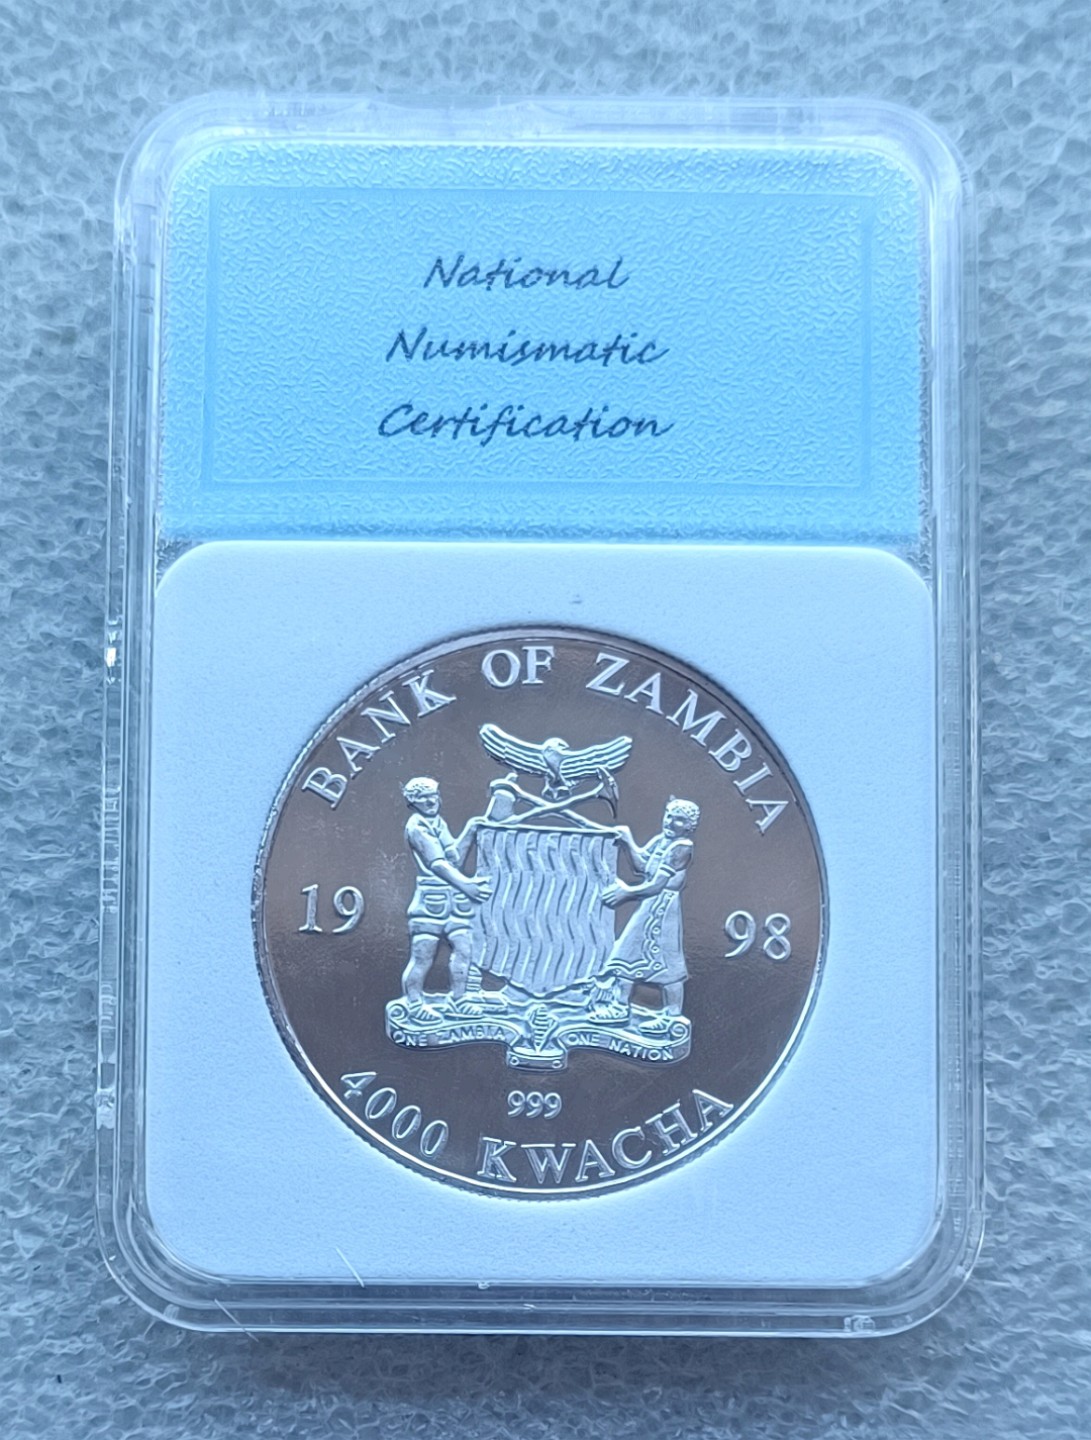 National
Numismatic
Certification
BANK OF ZAMBIA
19 98
ONE ZAMBIA ONE NATION
999
4000 KWACHA